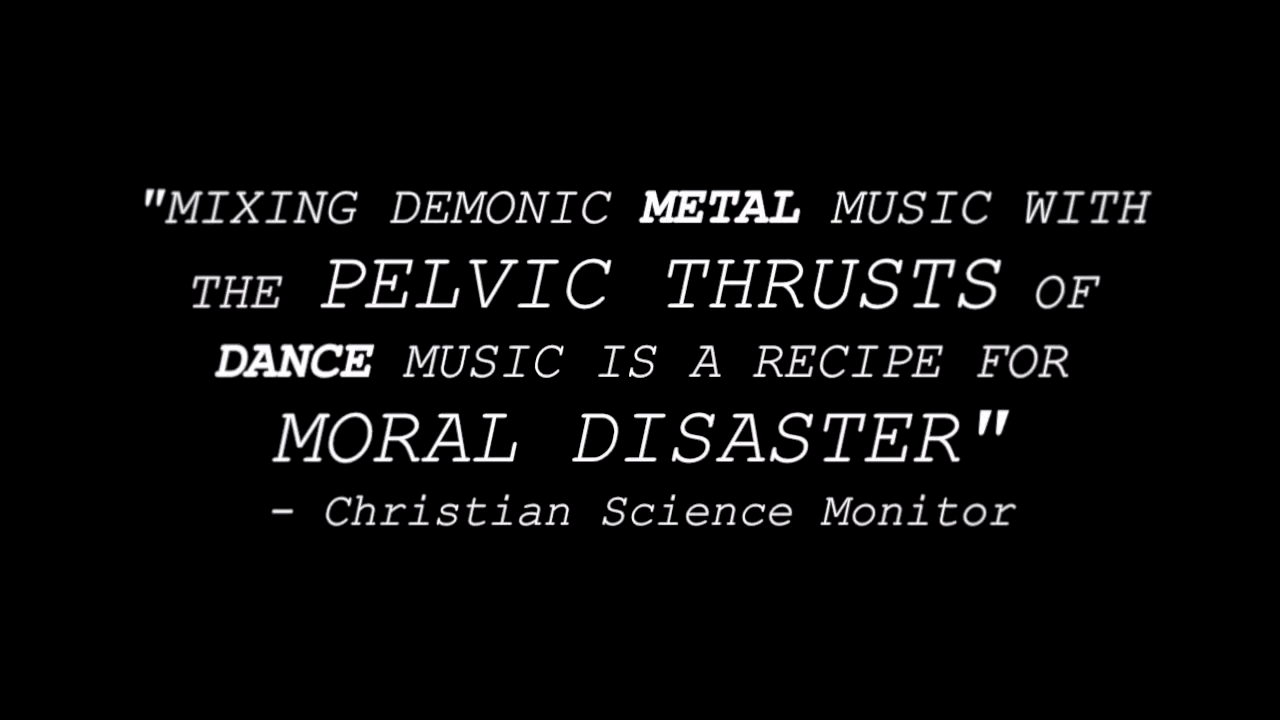 "MIXING DEMONIC METAL MUSIC WITH
THE PELVIC THRUSTS OF
DANCE MUSIC IS A RECIPE FOR
MORAL DISASTER"
- Christian Science Monitor